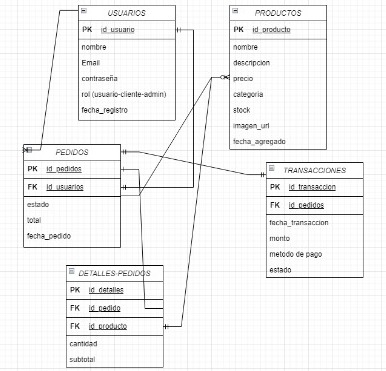 USUARIOS
PK id_usuario
nombre
Email
contraseña
rol (usuario-cliente-admin)
fecha_registro
PRODUCTOS
PK id_producto
nombre
descripcion
precio
categoria
stock
imagen_url
fecha_agregado
PEDIDOS
PK id_pedidos
FK id_usuarios
estado
total
fecha_pedido
TRANSACCIONES
PK id_transaccion
FK id_pedidos
fecha_transaccion
monto
metodo de pago
estado
DETALLES-PEDIDOS
PK id_detalles
FK id_pedido
FK id_producto
cantidad
subtotal